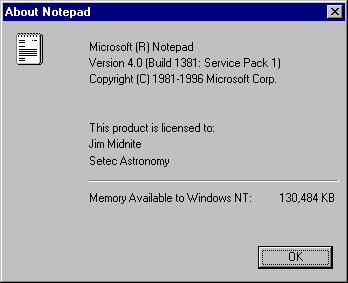 About Notepad
Microsoft (R) Notepad
Version 4.0 (Build 1381: Service Pack 1)
Copyright (C) 1981-1996 Microsoft Corp.
This product is licensed to:
Jim Midnite
Setec Astronomy
Memory Available to Windows NT: 130,484 KB
OK